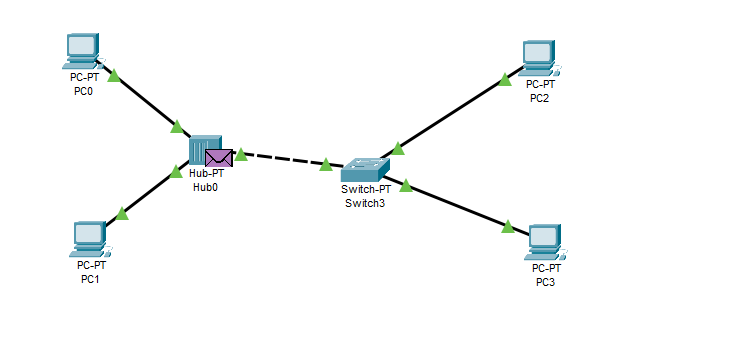 PC-PT
PC0
PC-PT
PC2
Hub-PT
Hub0
Switch-PT
Switch3
PC-PT
PC1
PC-PT
PC3